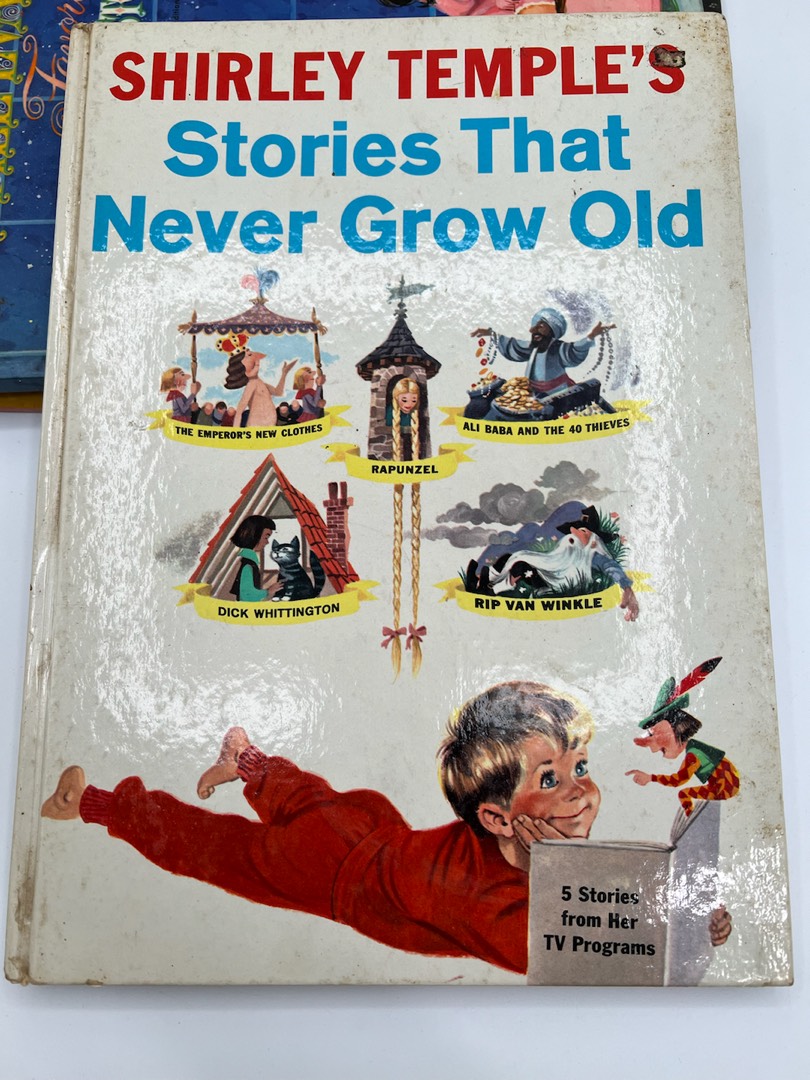 SHIRLEY TEMPLE'S
Stories That
Never Grow Old
THE EMPEROR'S NEW CLOTHES
RAPUNZEL
ALI BABA AND THE 40 THIEVES
DICK WHITTINGTON
RIP VAN WINKLE
5 Stories
from Her
TV Programs